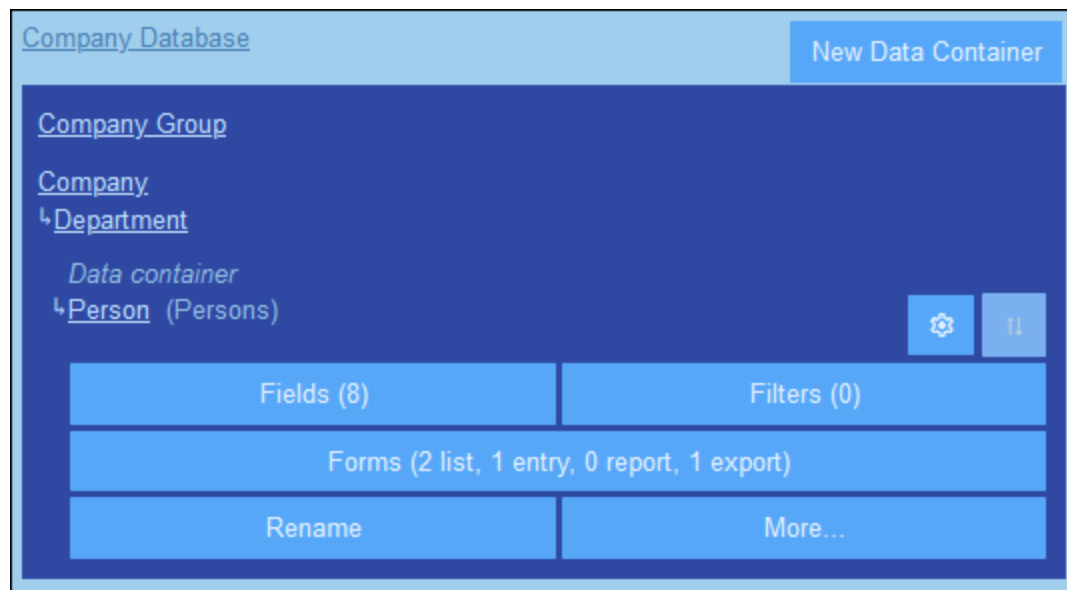 Company Database
New Data Container
Company Group
Company
↳Department
Data container
↳Person (Persons)
Fields (8)
Filters (0)
Forms (2 list, 1 entry, 0 report, 1 export)
Rename
More...